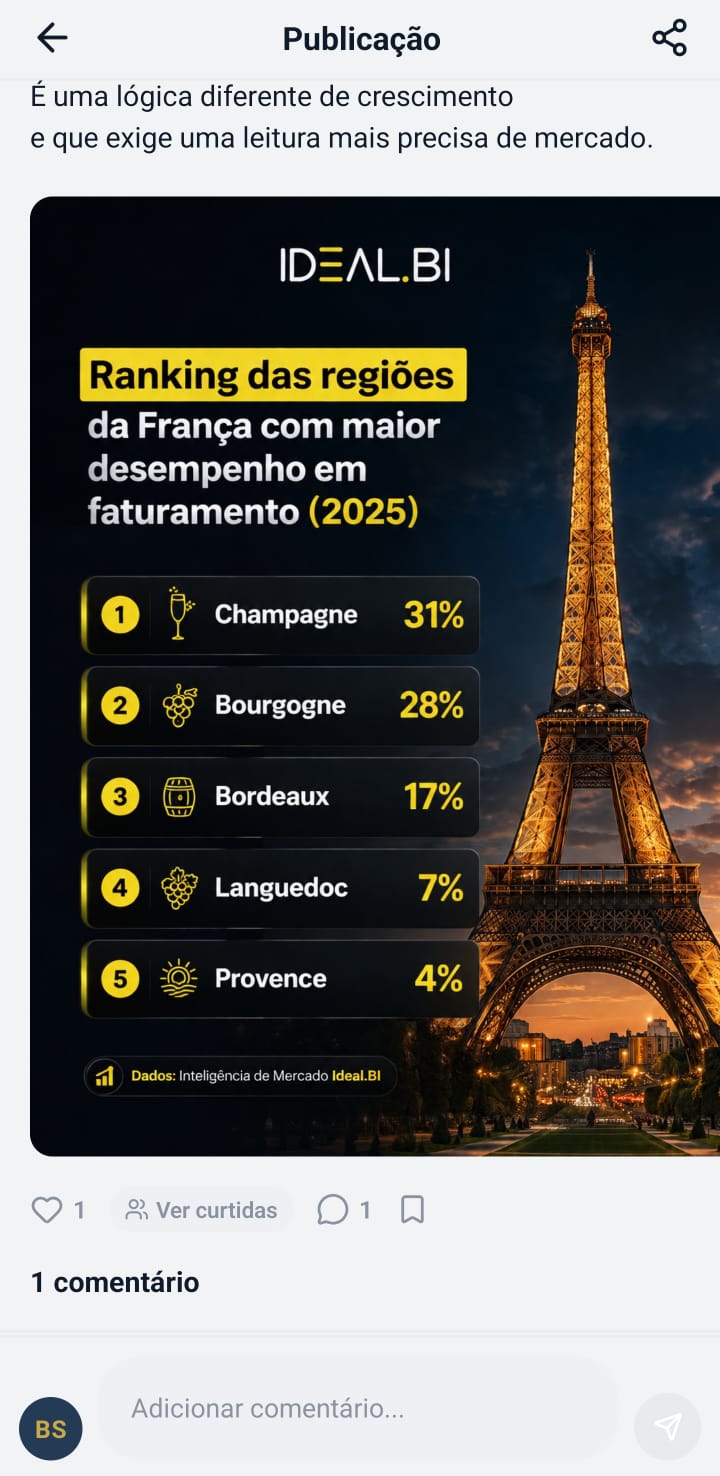 Publicação
É uma lógica diferente de crescimento
e que exige uma leitura mais precisa de mercado.
IDEAL.BI
Ranking das regiões
da França com maior
desempenho em
faturamento (2025)
1 Champagne 31%
2 Bourgogne 28%
3 Bordeaux 17%
4 Languedoc 7%
5 Provence 4%
Dados: Inteligência de Mercado Ideal.BI
1 Ver curtidas 1
1 comentário
BS Adicionar comentário...